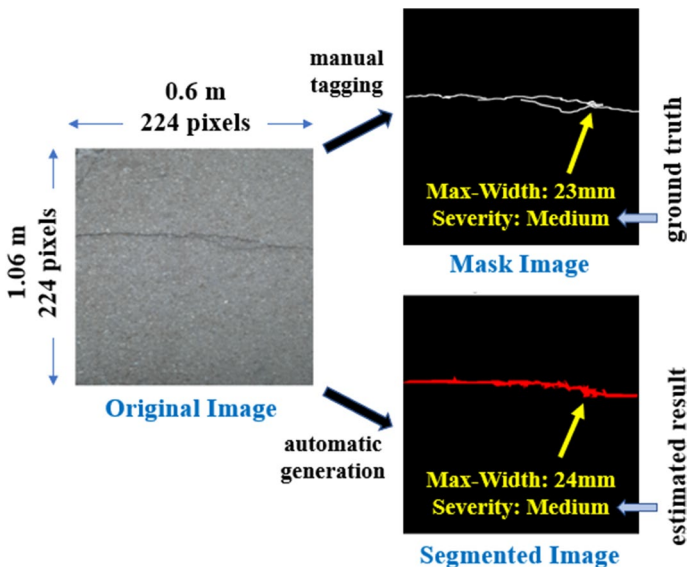 manual
tagging
0.6 m
224 pixels
1.06 m
224 pixels
Original Image
Max-Width: 23mm
Severity: Medium
ground truth
Mask Image
automatic
generation
Max-Width: 24mm
Severity: Medium
estimated result
Segmented Image